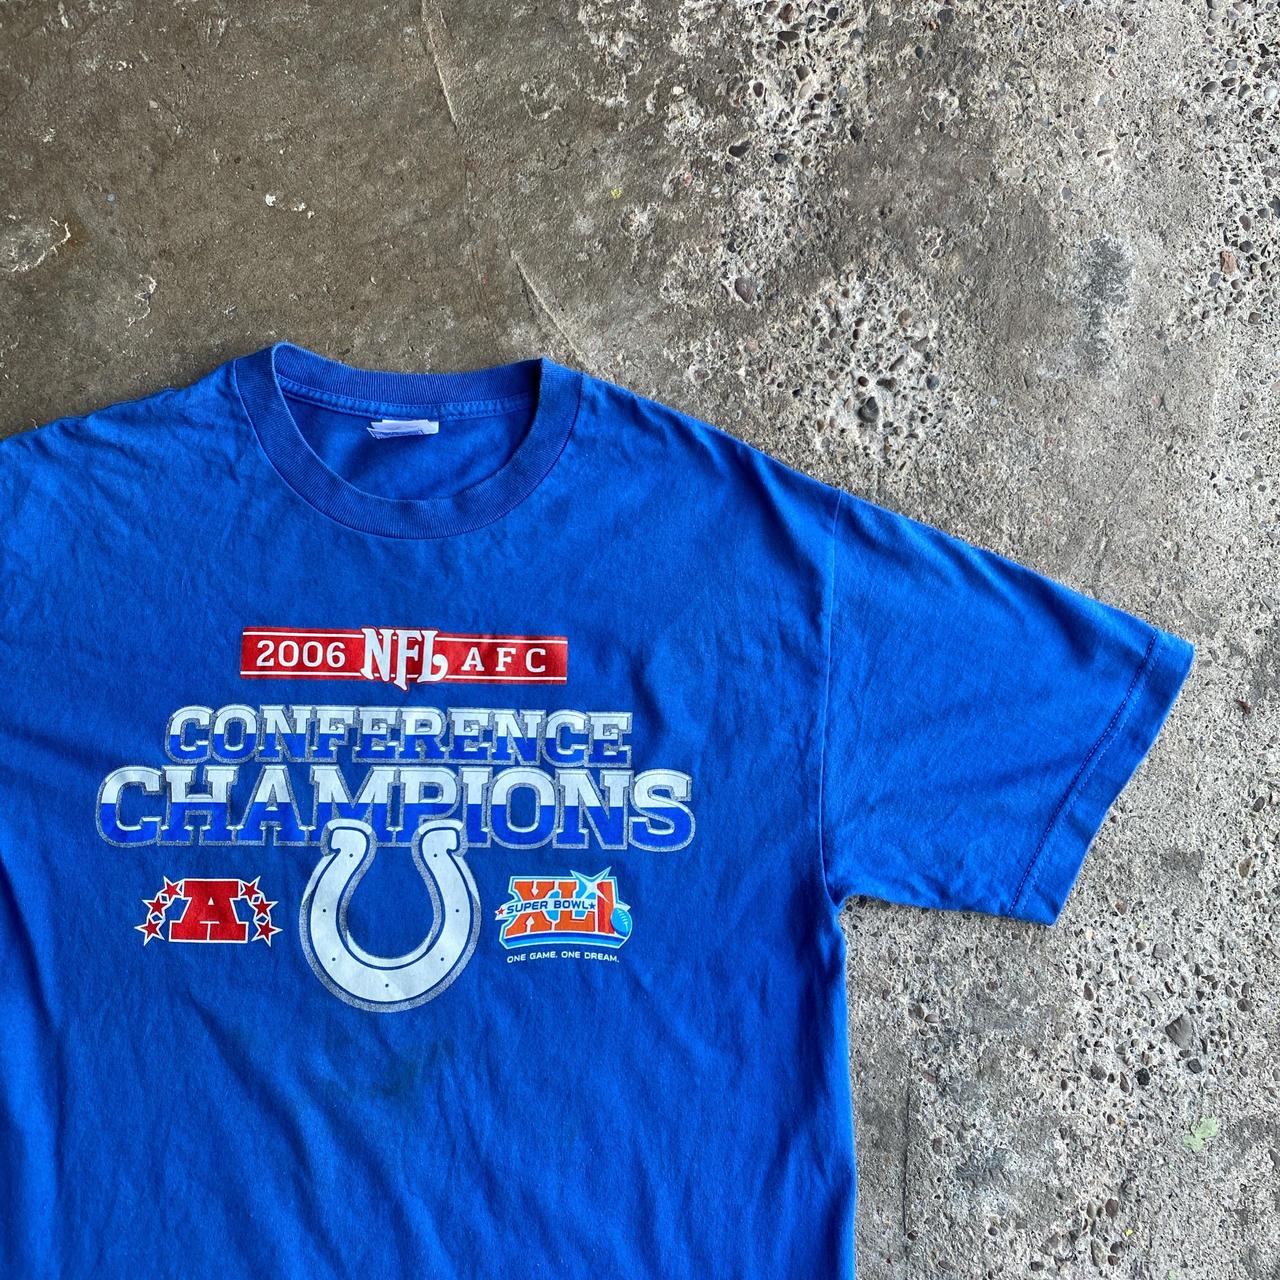 2006 NFL AFC
CONFERENCE
CHAMPIONS
A
XLI
SUPER BOWL
ONE GAME. ONE DREAM.